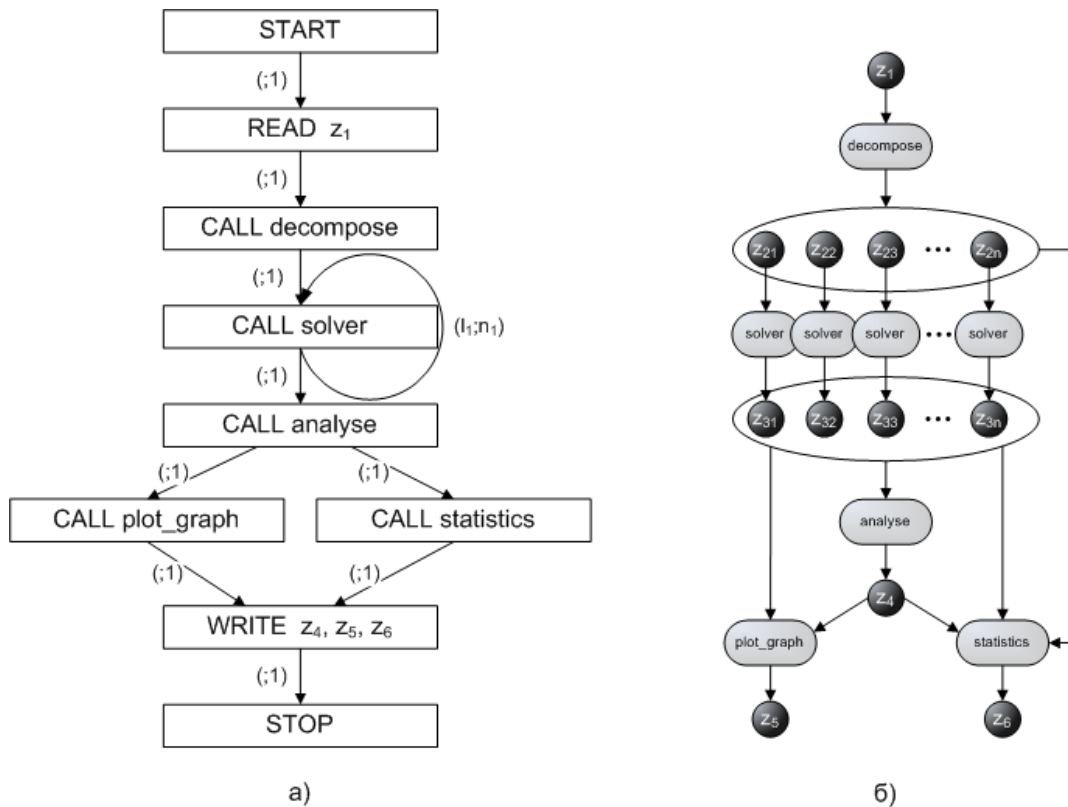 START
(;1)
READ z₁
(;1)
CALL decompose
(;1)
CALL solver
(I₁;n₁)
(;1)
CALL analyse
(;1)
(;1)
CALL plot_graph
CALL statistics
(;1)
(;1)
WRITE z₄, z₅, z₆
(;1)
STOP
а)
z₁
decompose
z₂₁ z₂₂ z₂₃ ••• z₂ₙ
solver solver solver ••• solver
z₃₁ z₃₂ z₃₃ ••• z₃ₙ
analyse
z₄
plot_graph
statistics
z₅
z₆
б)